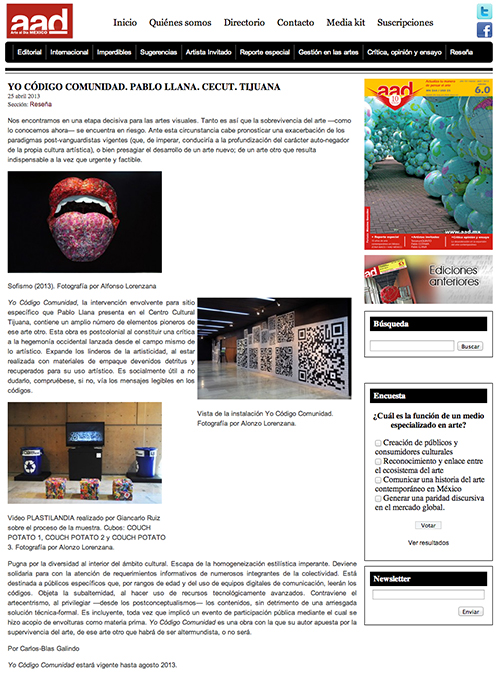 aad
Arte al Día MÉXICO
Inicio Quiénes somos Directorio Contacto Media kit Suscripciones
Editorial Internacional Imperdibles Sugerencias Artista Invitado Reporte especial Gestión en las artes Crítica, opinión y ensayo Reseña
YO CÓDIGO COMUNIDAD. PABLO LLANA. CECUT. TIJUANA
25 abril 2013
Sección: Reseña
Nos encontramos en una etapa decisiva para las artes visuales. Tanto es así que la sobrevivencia del arte —como
lo conocemos ahora— se encuentra en riesgo. Ante esta circunstancia cabe pronosticar una exacerbación de los
paradigmas post-vanguardistas vigentes (que, de imperar, conduciría a la profundización del carácter auto-negador
de la propia cultura artística), o bien presagiar el desarrollo de un arte nuevo; de un arte otro que resulta
indispensable a la vez que urgente y factible.
Sofismo (2013). Fotografía por Alfonso Lorenzana
Yo Código Comunidad, la intervención envolvente para sitio
específico que Pablo Llana presenta en el Centro Cultural
Tijuana, contiene un amplio número de elementos pioneros de
ese arte otro. Esta obra es postcolonial al constituir una crítica
a la hegemonía occidental lanzada desde el campo mismo de
lo artístico. Expande los linderos de la artisticidad, al estar
realizada con materiales de empaque devenidos detritus y
recuperados para su uso artístico. Es socialmente útil a no
dudarlo, compruébese, si no, vía los mensajes legibles en los
códigos.
Vista de la instalación Yo Código Comunidad.
Fotografía por Alonzo Lorenzana.
Video PLASTILANDIA realizado por Giancarlo Ruiz
sobre el proceso de la muestra. Cubos: COUCH
POTATO 1, COUCH POTATO 2 y COUCH POTATO
3. Fotografía por Alonzo Lorenzana.
Pugna por la diversidad al interior del ámbito cultural. Escapa de la homogeneización estilística imperante. Deviene
solidaria para con la atención de requerimientos informativos de numerosos integrantes de la colectividad. Está
destinada a públicos específicos que, por rangos de edad y del uso de equipos digitales de comunicación, leerán los
códigos. Objeta la subalternidad, al hacer uso de recursos tecnológicamente avanzados. Contraviene el
artecentrismo, al privilegiar —desde los postconceptualismos— los contenidos, sin detrimento de una arriesgada
solución técnica-formal. Es incluyente, toda vez que implicó un evento de participación pública mediante el cual se
hizo acopio de envolturas como materia prima. Yo Código Comunidad es una obra con la que su autor apuesta por la
supervivencia del arte, de ese arte otro que habrá de ser altermundista, o no será.
Por Carlos-Blas Galindo
Yo Código Comunidad estará vigente hasta agosto 2013.
aad
6.0
www.aad.mx
aad
Ediciones
anteriores
Búsqueda
Buscar
Encuesta
¿Cuál es la función de un medio
especializado en arte?
Creación de públicos y
consumidores culturales
Reconocimiento y enlace entre
el ecosistema del arte
Comunicar una historia del arte
contemporáneo en México
Generar una paridad discursiva
en el mercado global.
Votar
Ver resultados
Newsletter
Enviar